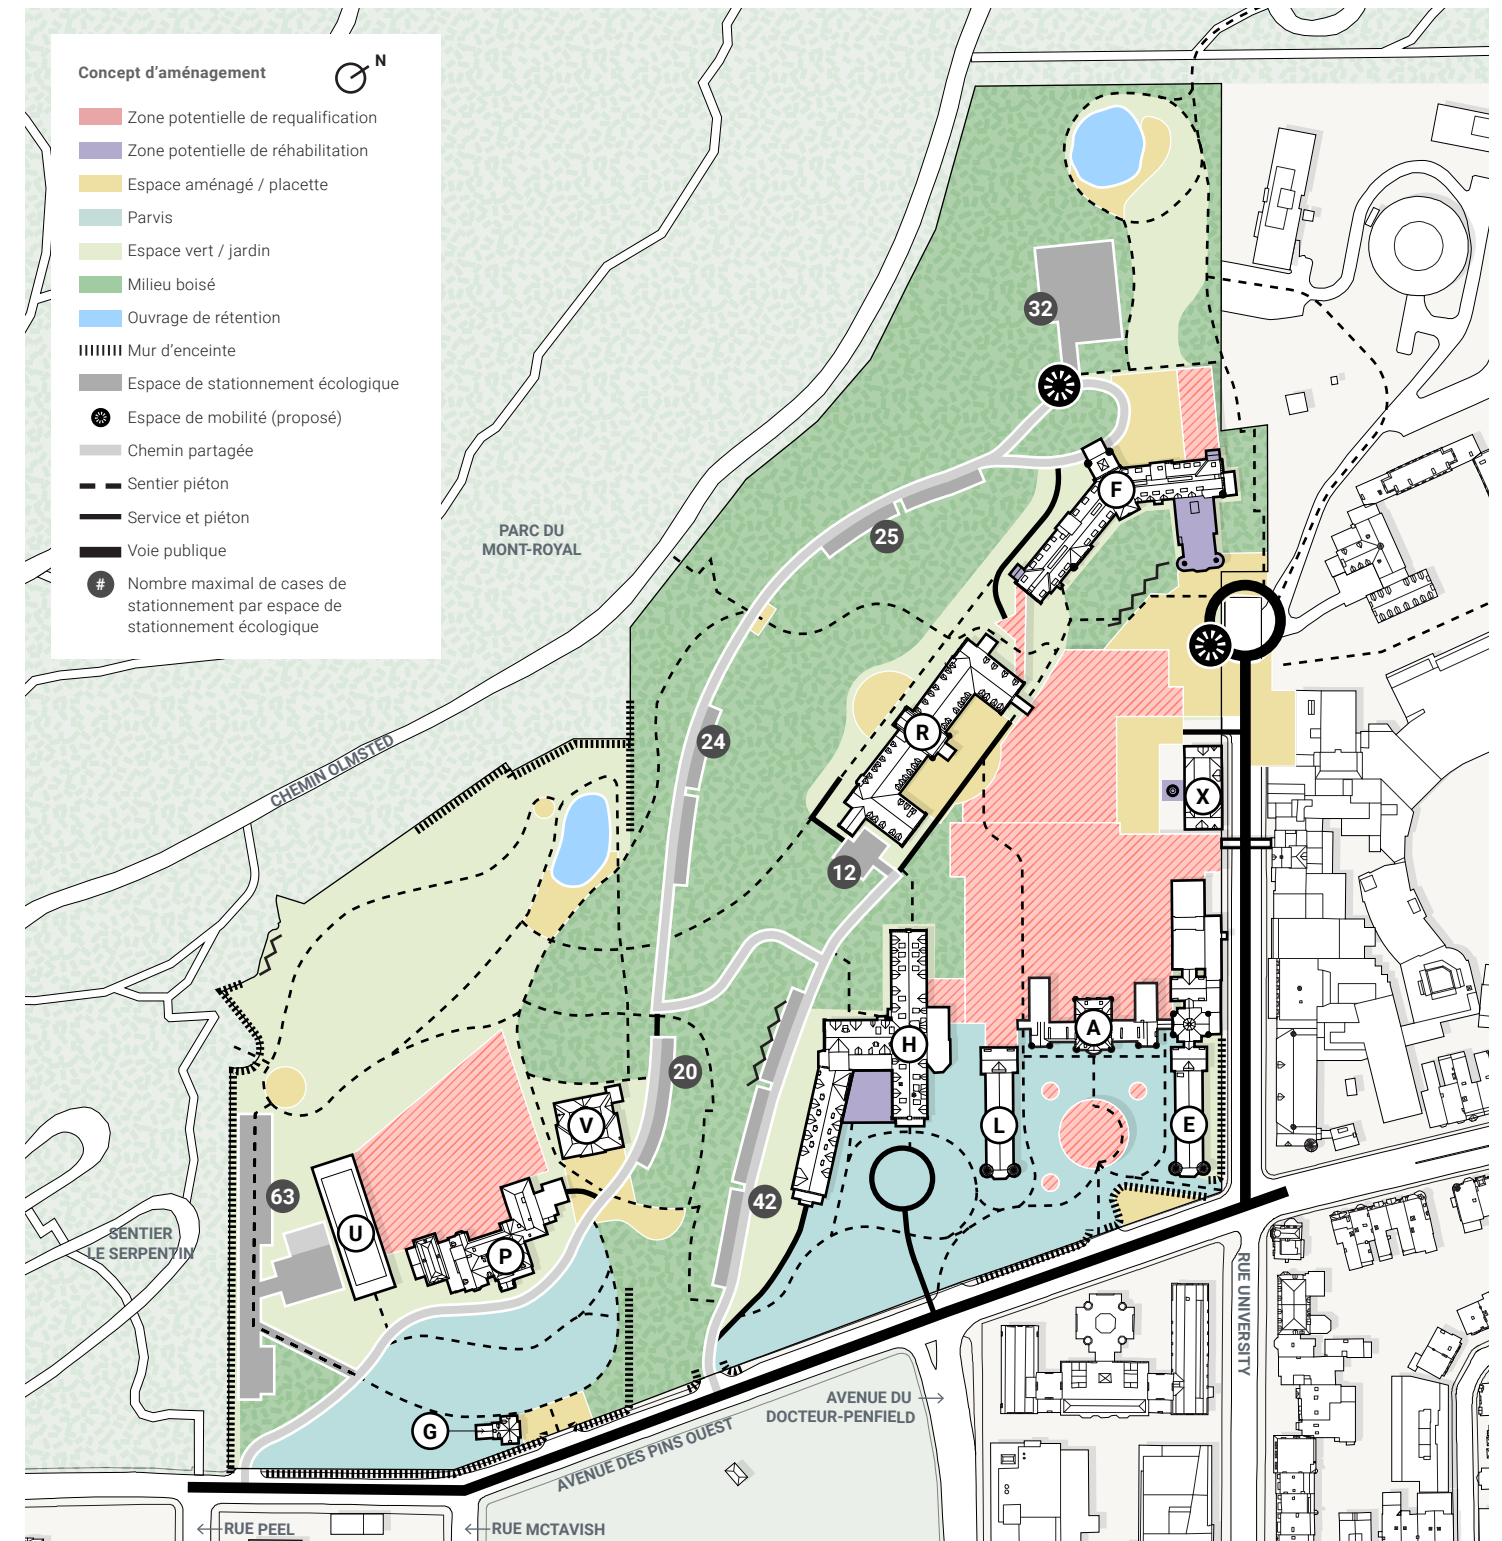 Concept d'aménagement
N
Zone potentielle de requalification
Zone potentielle de réhabilitation
Espace aménagé / placette
Parvis
Espace vert / jardin
Milieu boisé
Ouvrage de rétention
Mur d'enceinte
Espace de stationnement écologique
Espace de mobilité (proposé)
Chemin partagée
Sentier piéton
Service et piéton
Voie publique
#
Nombre maximal de cases de
stationnement par espace de
stationnement écologique
32
F
25
PARC DU
MONT-ROYAL
24
R
X
CHEMIN OLMSTED
12
A
H
20
V
L
E
63
42
U
P
SENTIER
LE SERPENTIN
RUE UNIVERSITY
G
AVENUE DU
DOCTEUR-PENFIELD
AVENUE DES PINS OUEST
RUE PEEL
RUE MCTAVISH